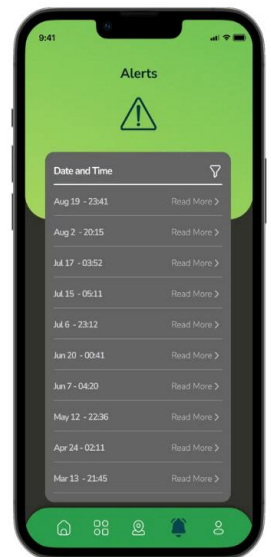 9:41
Alerts
Date and Time
Aug 19 - 23:41 Read More >
Aug 2 - 20:15 Read More >
Jul 17 - 03:52 Read More >
Jul 15 - 05:11 Read More >
Jul 6 - 23:12 Read More >
Jun 20 - 00:41 Read More >
Jun 7 - 04:20 Read More >
May 12 - 22:36 Read More >
Apr 24 - 02:11 Read More >
Mar 13 - 21:45 Read More >